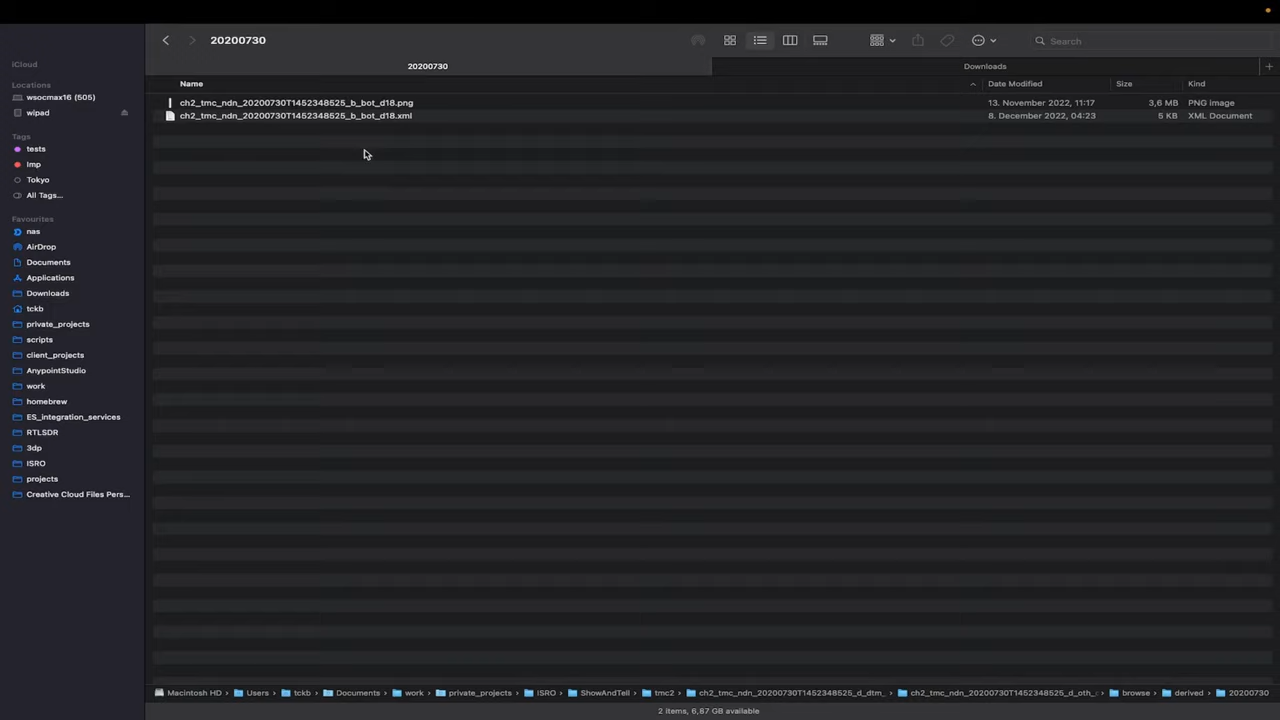 20200730
Search
20200730
Downloads
Name
Date Modified
Size
Kind
ch2_tmc_ndn_20200730T1452348525_b_bot_d18.png
13. November 2022, 11:17
3,6 MB
PNG image
ch2_tmc_ndn_20200730T1452348525_b_bot_d18.xml
8. December 2022, 04:23
5 KB
XML Document
iCloud
Locations
wsocmax16 (505)
wipad
Tags
tests
Imp
Tokyo
All Tags...
Favourites
nas
AirDrop
Documents
Applications
Downloads
tckb
private_projects
scripts
client_projects
AnypointStudio
work
homebrew
ES_integration_services
RTLSDR
3dp
ISRO
projects
Creative Cloud Files Pers...
Macintosh HD
Users
tckb
Documents
work
private_projects
ISRO
ShowAndTell
tmc2
ch2_tmc_ndn_20200730T1452348525_d_dtm_
ch2_tmc_ndn_20200730T1452348525_d_oth_
browse
derived
20200730
2 items, 6,87 GB available